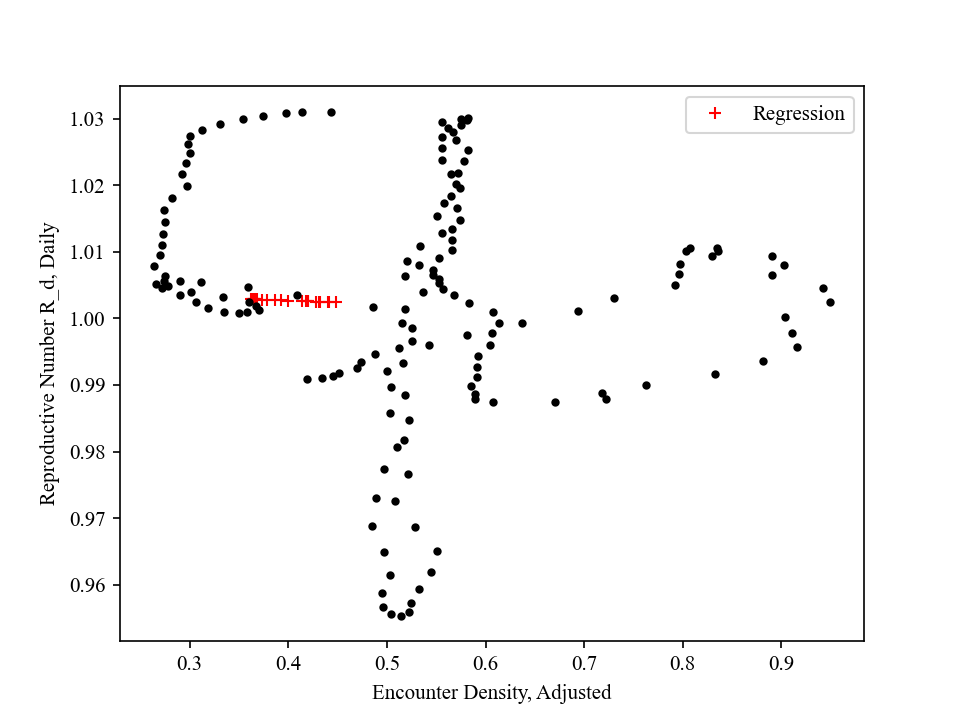 Regression
1.03
1.02
1.01
1.00
0.99
0.98
0.97
0.96
Reproductive Number R_d, Daily
0.3 0.4 0.5 0.6 0.7 0.8 0.9
Encounter Density, Adjusted